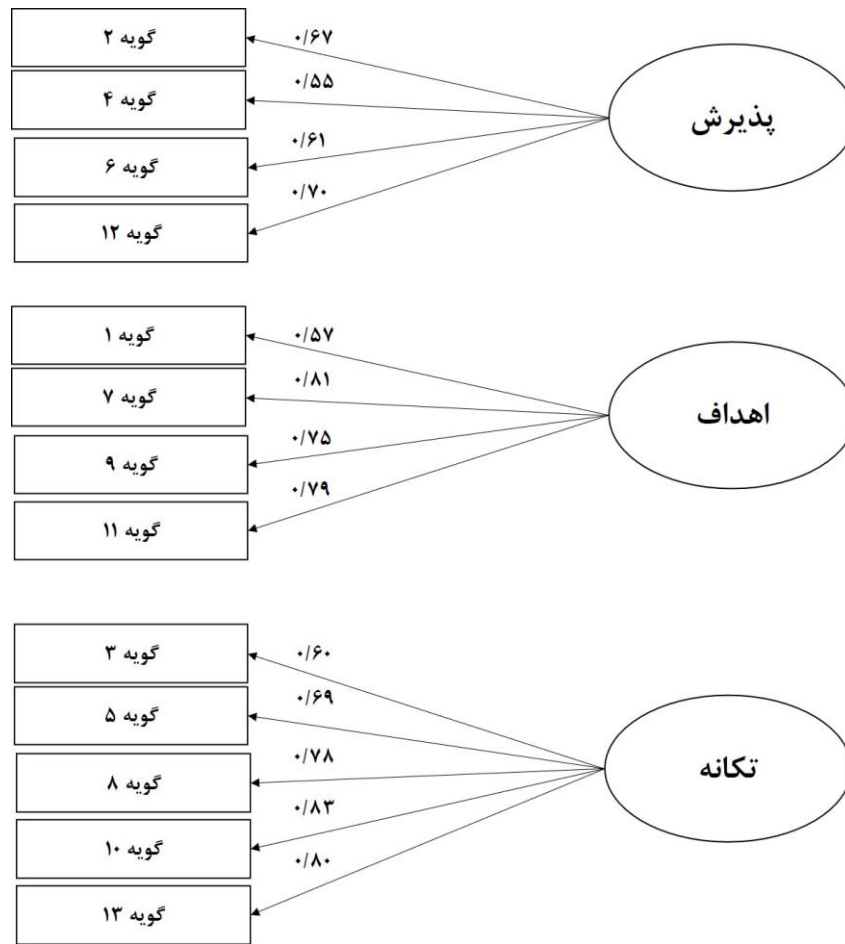 پذیرش
۰/۶۷
گویه ۲
۰/۵۵
گویه ۴
۰/۶۱
گویه ۶
۰/۷۰
گویه ۱۲
اهداف
۰/۵۷
گویه ۱
۰/۸۱
گویه ۷
۰/۷۵
گویه ۹
۰/۷۹
گویه ۱۱
تکانه
۰/۶۰
گویه ۳
۰/۶۹
گویه ۵
۰/۷۸
گویه ۸
۰/۸۳
گویه ۱۰
۰/۸۰
گویه ۱۳